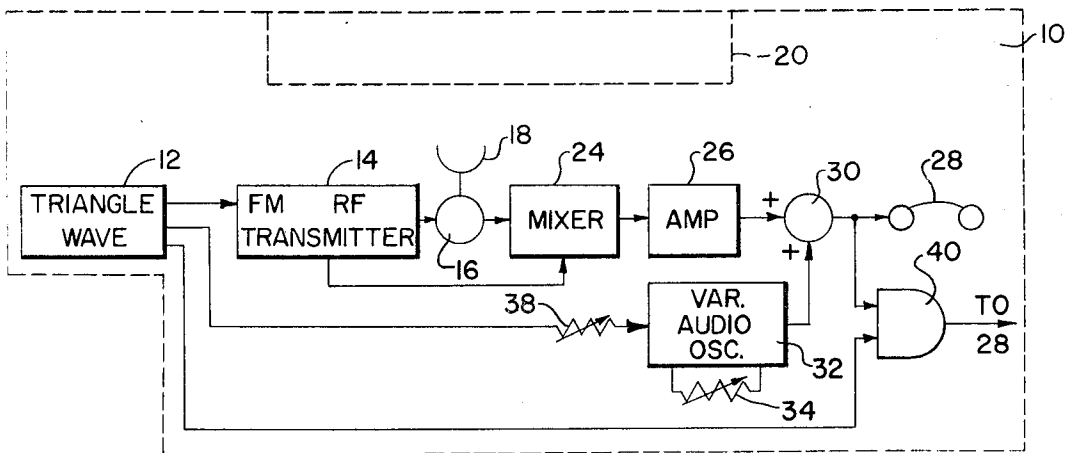 10
20
12
14
18
24
26
30
28
TRIANGLE
WAVE
FM RF
TRANSMITTER
16
MIXER
AMP
+
+
40
38
VAR.
AUDIO
OSC.
32
34
TO
28